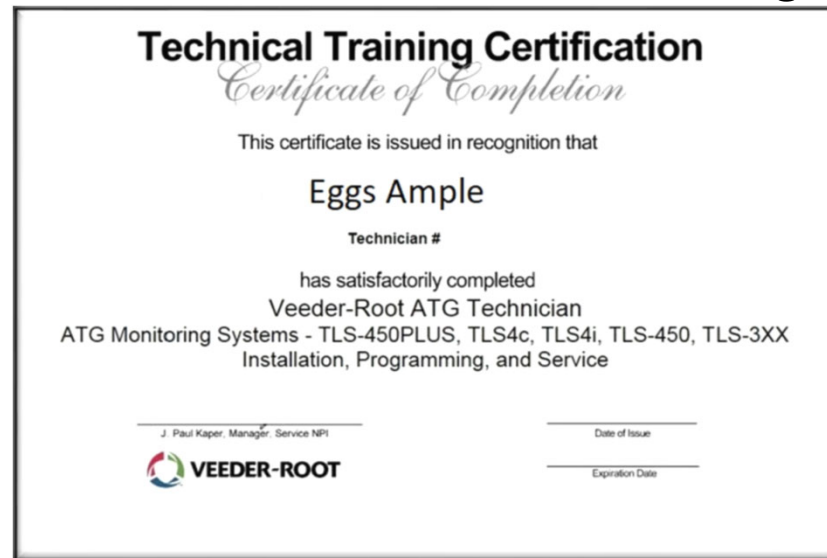 Technical Training Certification
Certificate of Completion
This certificate is issued in recognition that
Eggs Ample
Technician #
has satisfactorily completed
Veeder-Root ATG Technician
ATG Monitoring Systems - TLS-450PLUS, TLS4c, TLS4i, TLS-450, TLS-3XX
Installation, Programming, and Service
J. Paul Kaper, Manager, Service NPI
Date of Issue
VEEDER-ROOT
Expiration Date